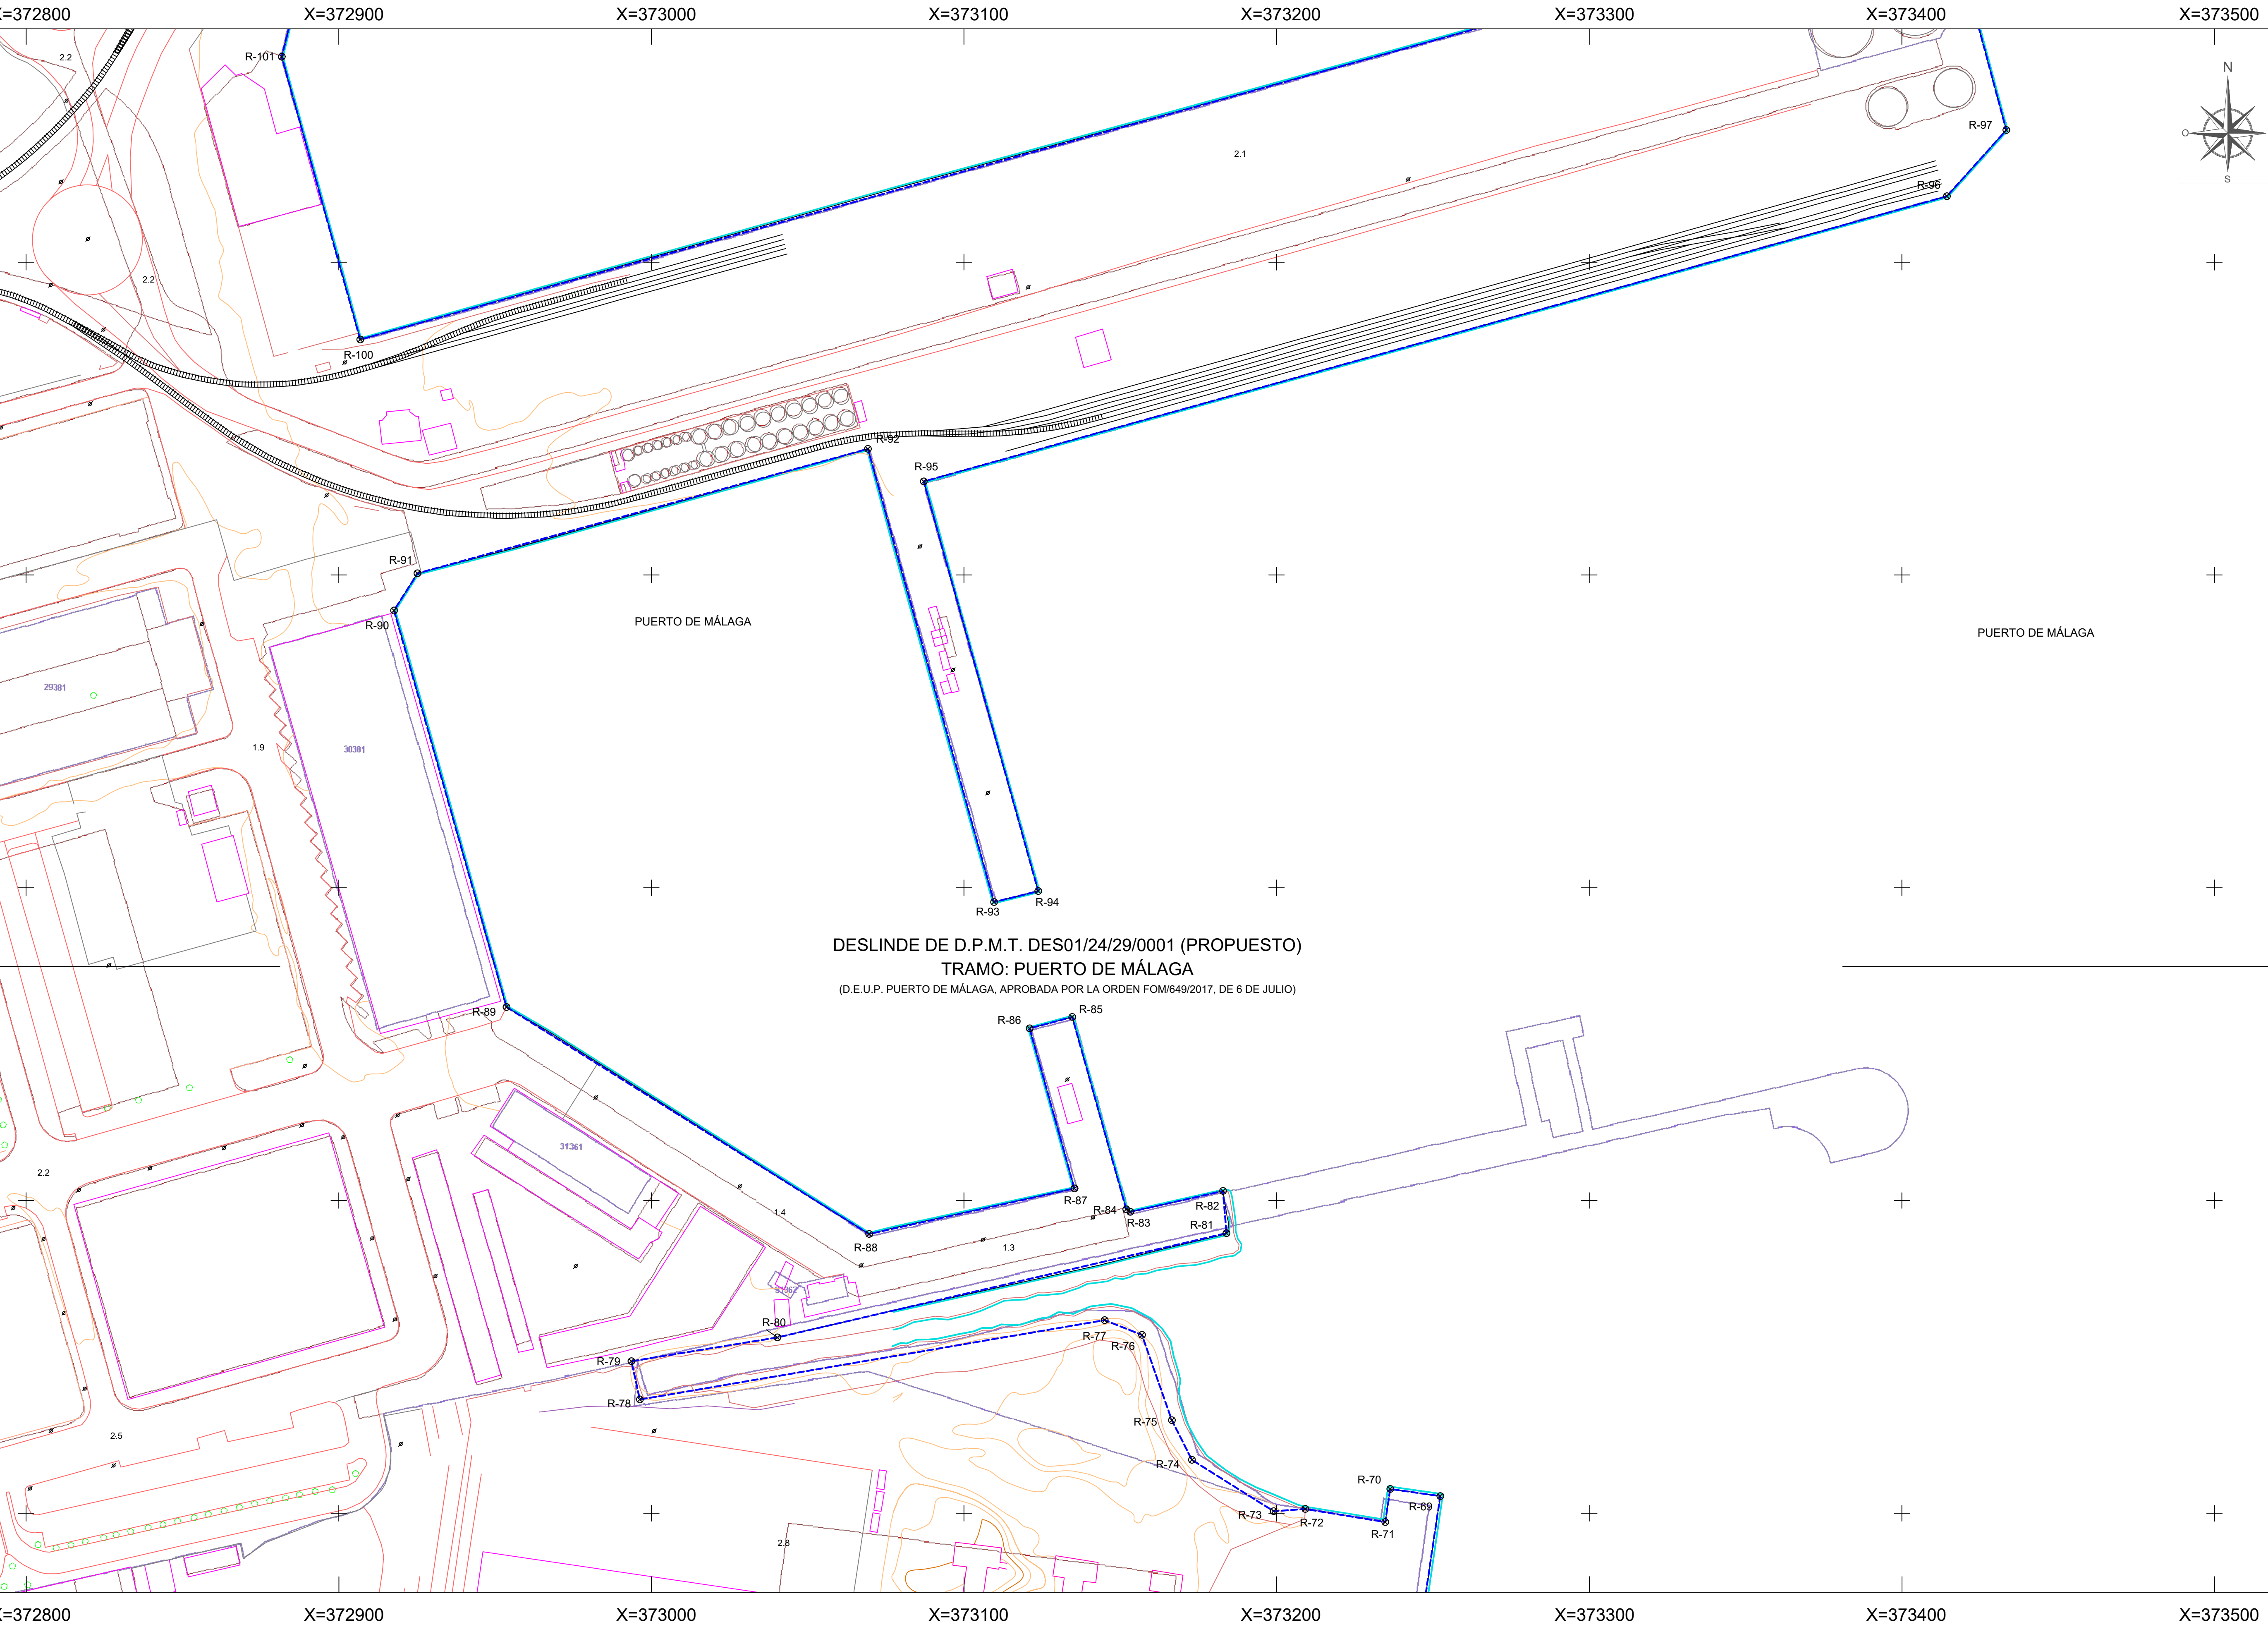 X=372800 X=372900 X=373000 X=373100 X=373200 X=373300 X=373400 X=373500
R-101
2.2
N
R-97
O
2.1
S
R-96
2.2
R-100
R-92
R-95
R-91
R-90
PUERTO DE MÁLAGA
PUERTO DE MÁLAGA
29381
1.9
30381
R-93
R-94
DESLINDE DE D.P.M.T. DES01/24/29/0001 (PROPUESTO)
TRAMO: PUERTO DE MÁLAGA
(D.E.U.P. PUERTO DE MÁLAGA, APROBADA POR LA ORDEN FOM/649/2017, DE 6 DE JULIO)
R-89
R-86
R-85
31361
2.2
R-87
R-82
R-84
1.4
R-83
R-81
R-88
1.3
31362
R-80
R-77
R-76
R-79
R-78
R-75
2.5
R-74
R-70
R-69
R-73
R-72
R-71
2.8
X=372800 X=372900 X=373000 X=373100 X=373200 X=373300 X=373400 X=373500